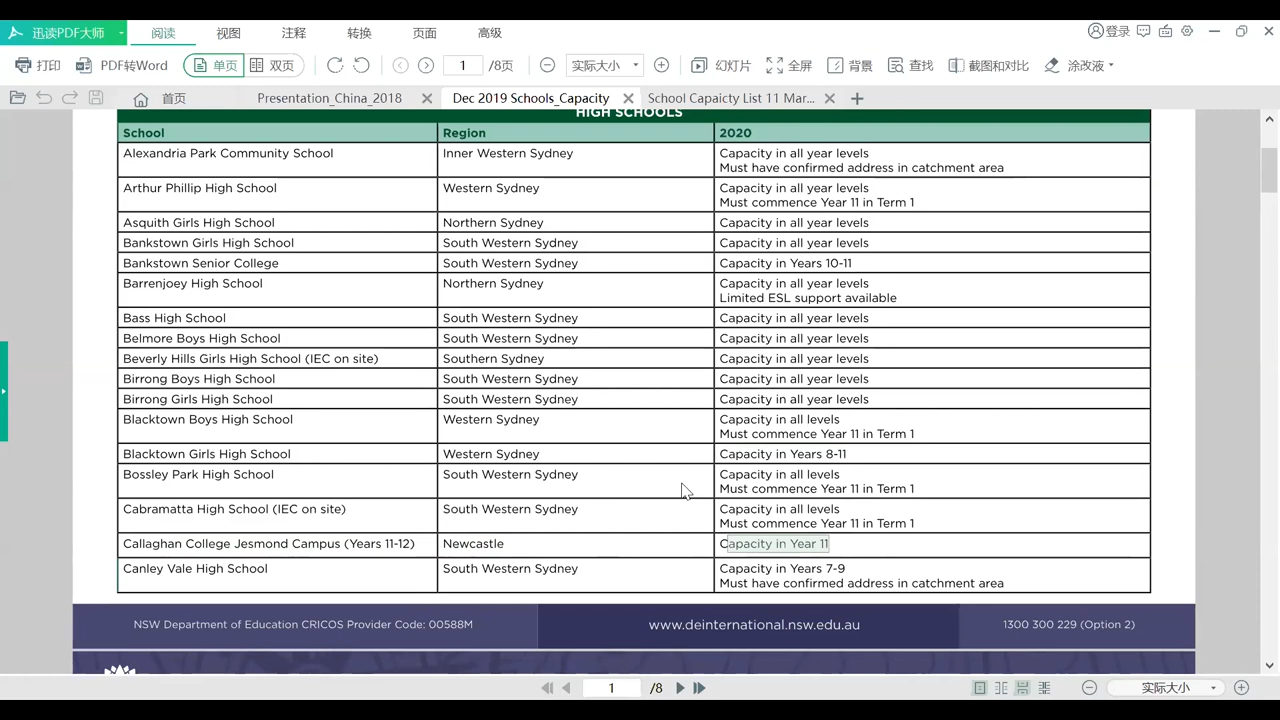 迅读PDF大师
阅读 视图 注释 转换 页面 高级
登录
打印 PDF转Word 单页 双页 1 /8页 实际大小 幻灯片 全屏 背景 查找 截图和对比 涂改液
首页 Presentation_China_2018 Dec 2019 Schools_Capacity School Capaicty List 11 Mar...
HIGH SCHOOLS
School Region 2020
Alexandria Park Community School Inner Western Sydney Capacity in all year levels
Must have confirmed address in catchment area
Arthur Phillip High School Western Sydney Capacity in all year levels
Must commence Year 11 in Term 1
Asquith Girls High School Northern Sydney Capacity in all year levels
Bankstown Girls High School South Western Sydney Capacity in all year levels
Bankstown Senior College South Western Sydney Capacity in Years 10-11
Barrenjoey High School Northern Sydney Capacity in all year levels
Limited ESL support available
Bass High School South Western Sydney Capacity in all year levels
Belmore Boys High School South Western Sydney Capacity in all year levels
Beverly Hills Girls High School (IEC on site) Southern Sydney Capacity in all year levels
Birrong Boys High School South Western Sydney Capacity in all year levels
Birrong Girls High School South Western Sydney Capacity in all year levels
Blacktown Boys High School Western Sydney Capacity in all levels
Must commence Year 11 in Term 1
Blacktown Girls High School Western Sydney Capacity in Years 8-11
Bossley Park High School South Western Sydney Capacity in all levels
Must commence Year 11 in Term 1
Cabramatta High School (IEC on site) South Western Sydney Capacity in all levels
Must commence Year 11 in Term 1
Callaghan College Jesmond Campus (Years 11-12) Newcastle Capacity in Year 11
Canley Vale High School South Western Sydney Capacity in Years 7-9
Must have confirmed address in catchment area
NSW Department of Education CRICOS Provider Code: 00588M www.deinternational.nsw.edu.au 1300 300 229 (Option 2)
1 /8 实际大小